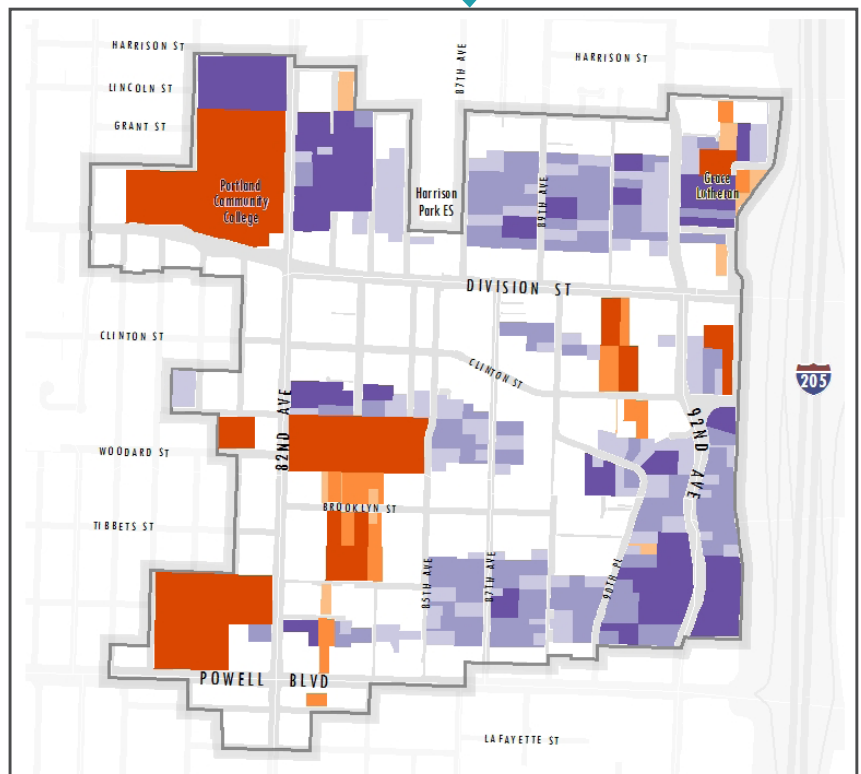 HARRISON ST
87TH AVE
HARRISON ST
LINCOLN ST
GRANT ST
Portland
Community
College
Harrison
Park ES
89TH AVE
Grace
Lutheran
DIVISION ST
CLINTON ST
CLINTON ST
205
82ND AVE
92ND AVE
WOODARD ST
BROOKLYN ST
TIBBETS ST
85TH AVE
87TH AVE
90TH PL
POWELL BLVD
LAFAYETTE ST